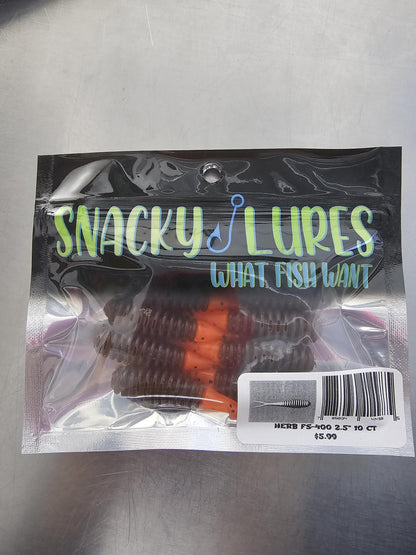 SNACKY LURES
WHAT FISH WANT
HERB FS-400 2.5" 10 CT
$5.99